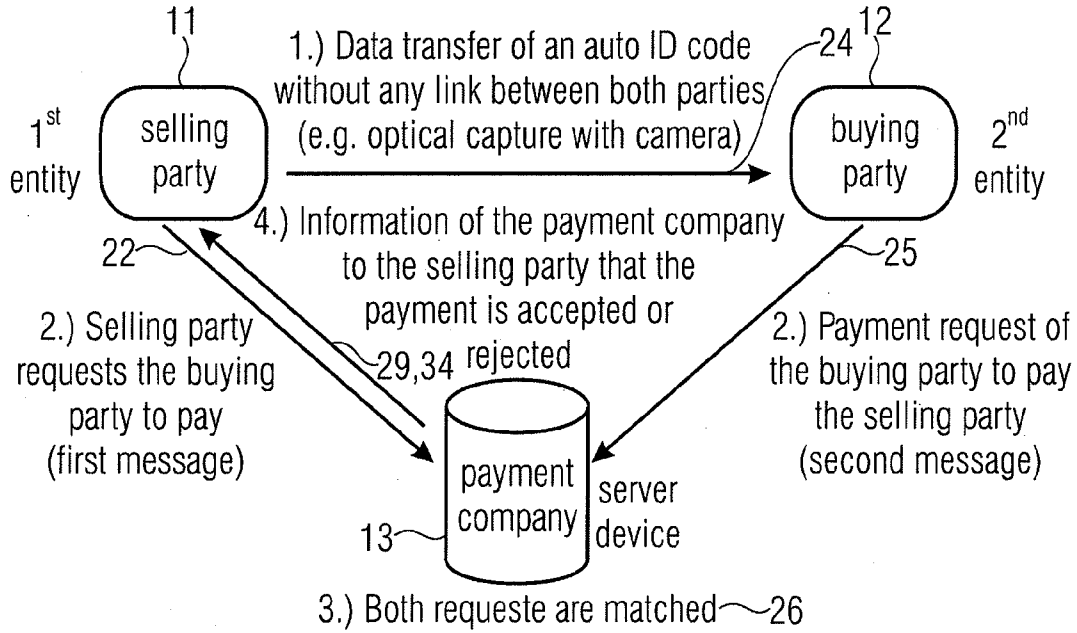 11
12
1.) Data transfer of an auto ID code
24
without any link between both parties
(e.g. optical capture with camera)
1st
entity
selling
party
buying
party
2nd
entity
22
4.) Information of the payment company
to the selling party that the
payment is accepted or
rejected
25
2.) Selling party
requests the buying
party to pay
(first message)
29,34
2.) Payment request of
the buying party to pay
the selling party
(second message)
payment
company
server
device
13
3.) Both requeste are matched
26